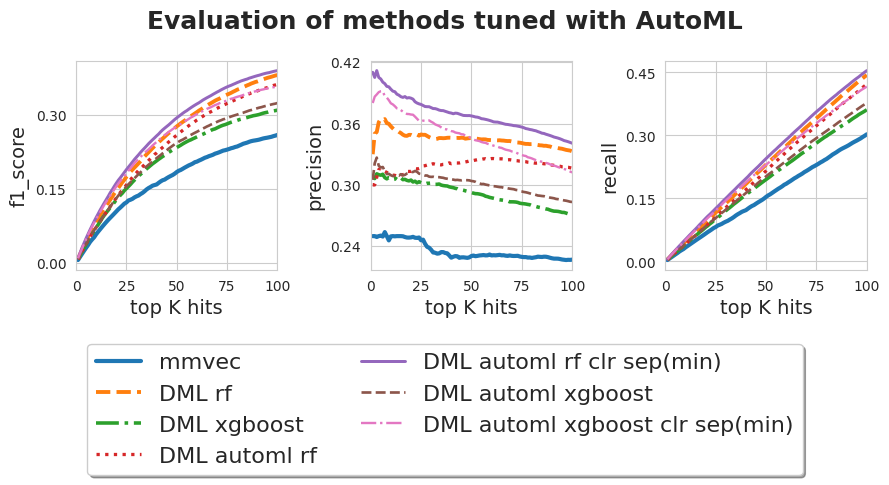 Evaluation of methods tuned with AutoML
f1_ score
0.30
0.15
0.00
0 25 50 75 100
top K hits
precision
0.42
0.36
0.30
0.24
0 25 50 75 100
top K hits
recall
0.45
0.30
0.15
0.00
0 25 50 75 100
top K hits
mmvec
DML rf
DML xgboost
DML automl rf
DML automl rf clr sep(min)
DML automl xgboost
DML automl xgboost clr sep(min)